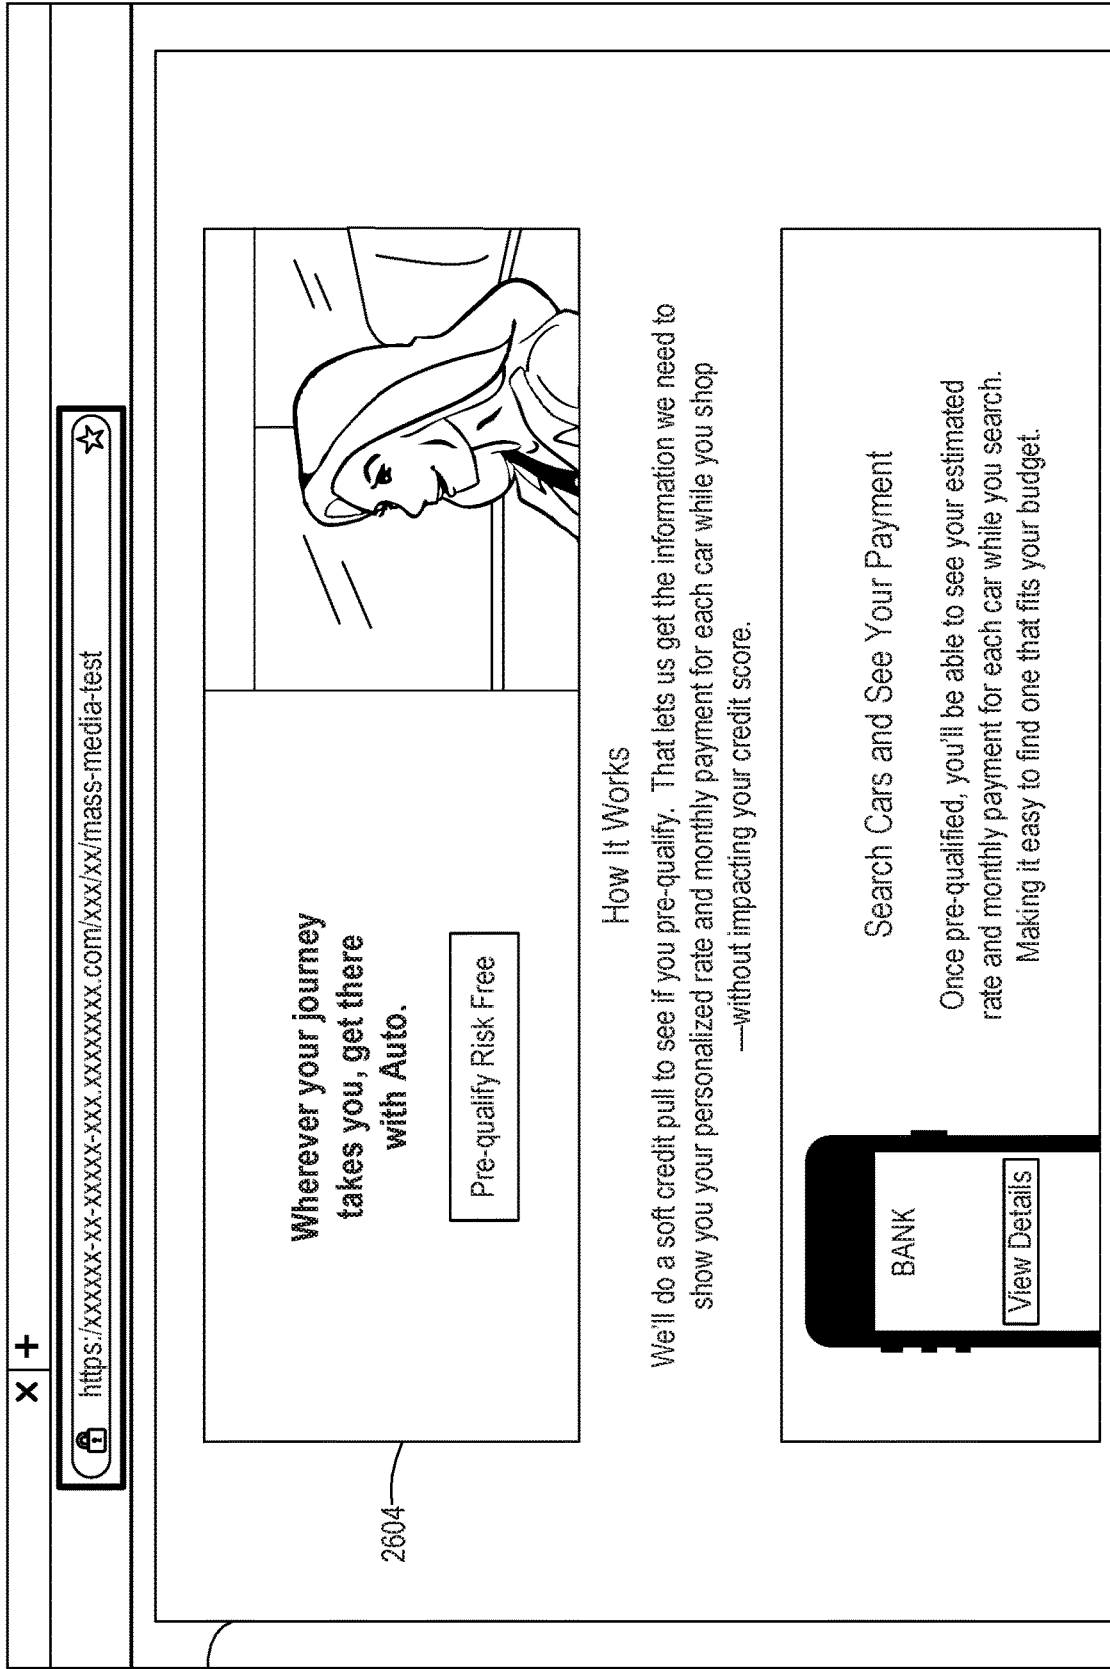 X +
https:/xxxxxx-xx-xxxxx-xxx.xxxxxxxx.com/xxx/xx/mass-media-test
2604
Wherever your journey
takes you, get there
with Auto.
Pre-qualify Risk Free
How It Works
We'll do a soft credit pull to see if you pre-qualify. That lets us get the information we need to
show you your personalized rate and monthly payment for each car while you shop
—without impacting your credit score.
BANK
View Details
Search Cars and See Your Payment
Once pre-qualified, you'll be able to see your estimated
rate and monthly payment for each car while you search.
Making it easy to find one that fits your budget.